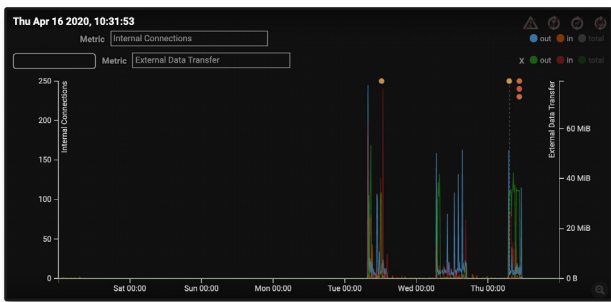 Thu Apr 16 2020, 10:31:53
Metric Internal Connections
out in total
Metric External Data Transfer
x out in total
250
200
150
100
50
0
Internal Connections
External Data Transfer
60 MiB
40 MiB
20 MiB
0 B
Sat 00:00 Sun 00:00 Mon 00:00 Tue 00:00 Wed 00:00 Thu 00:00